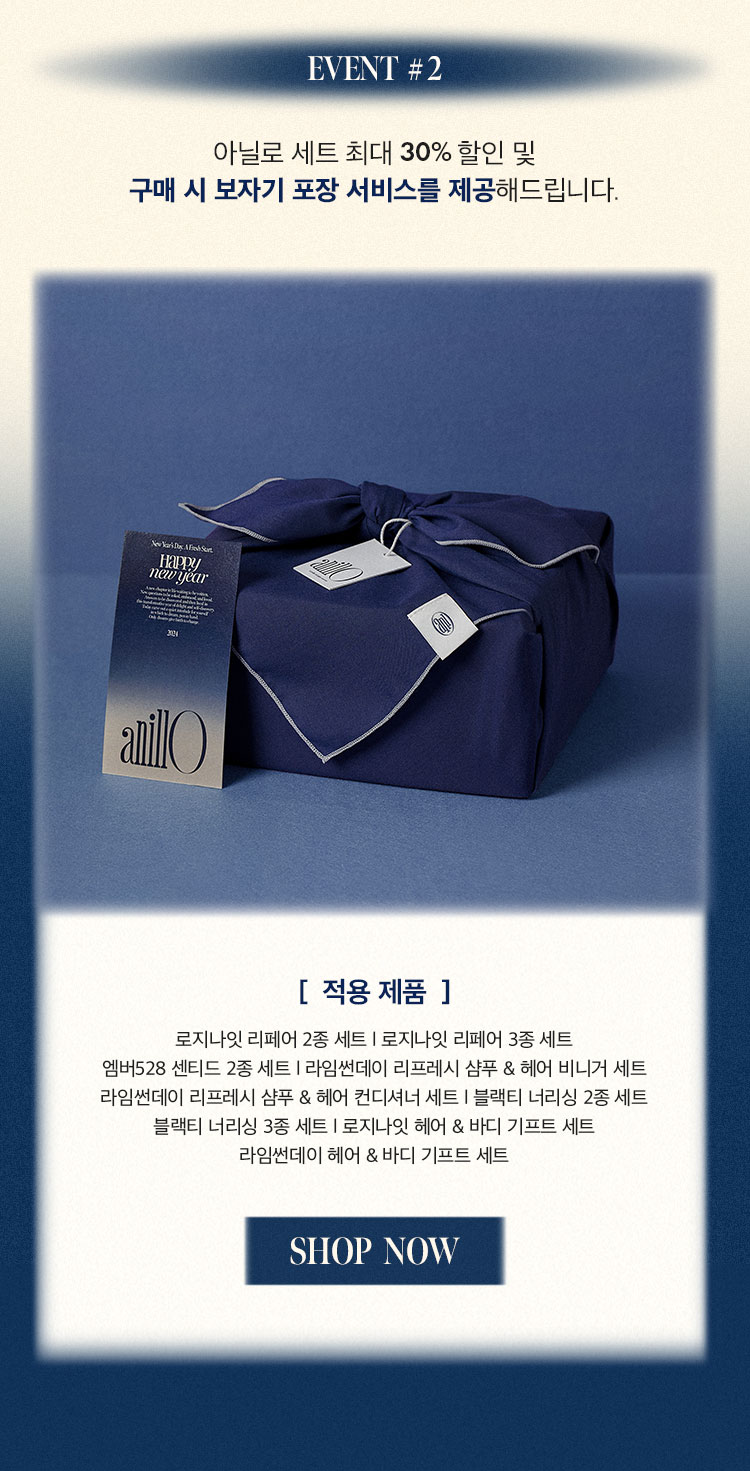 EVENT #2
아닐로 세트 최대 30% 할인 및
구매 시 보자기 포장 서비스를 제공해드립니다.
New Year's Day. A Fresh Start.
Happy
new year
2024
anillO
anillO
[ 적용 제품 ]
로지나잇 리페어 2종 세트 l 로지나잇 리페어 3종 세트
엠버528 센티드 2종 세트 l 라임썬데이 리프레시 샴푸 & 헤어 비니거 세트
라임썬데이 리프레시 샴푸 & 헤어 컨디셔너 세트 l 블랙티 너리싱 2종 세트
블랙티 너리싱 3종 세트 l 로지나잇 헤어 & 바디 기프트 세트
라임썬데이 헤어 & 바디 기프트 세트
SHOP NOW